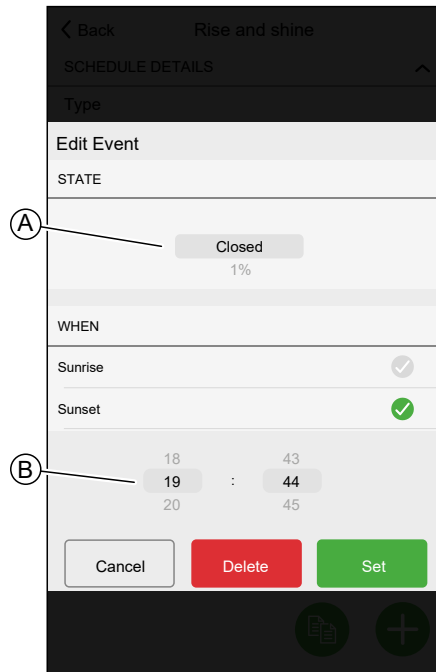 Back Rise and shine
SCHEDULE DETAILS
Type
Edit Event
STATE
A
Closed
1%
WHEN
Sunrise
Sunset
18 43
B
19 : 44
20 45
Cancel Delete Set